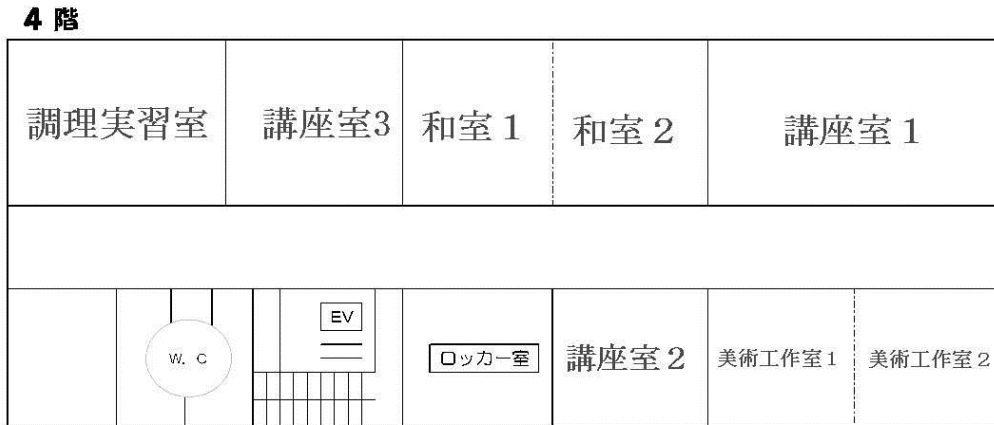 4 階
調理実習室
講座室3
和室 1
和室 2
講座室 1
W. C
EV
ロッカー室
講座室 2
美術工作室 1
美術工作室 2